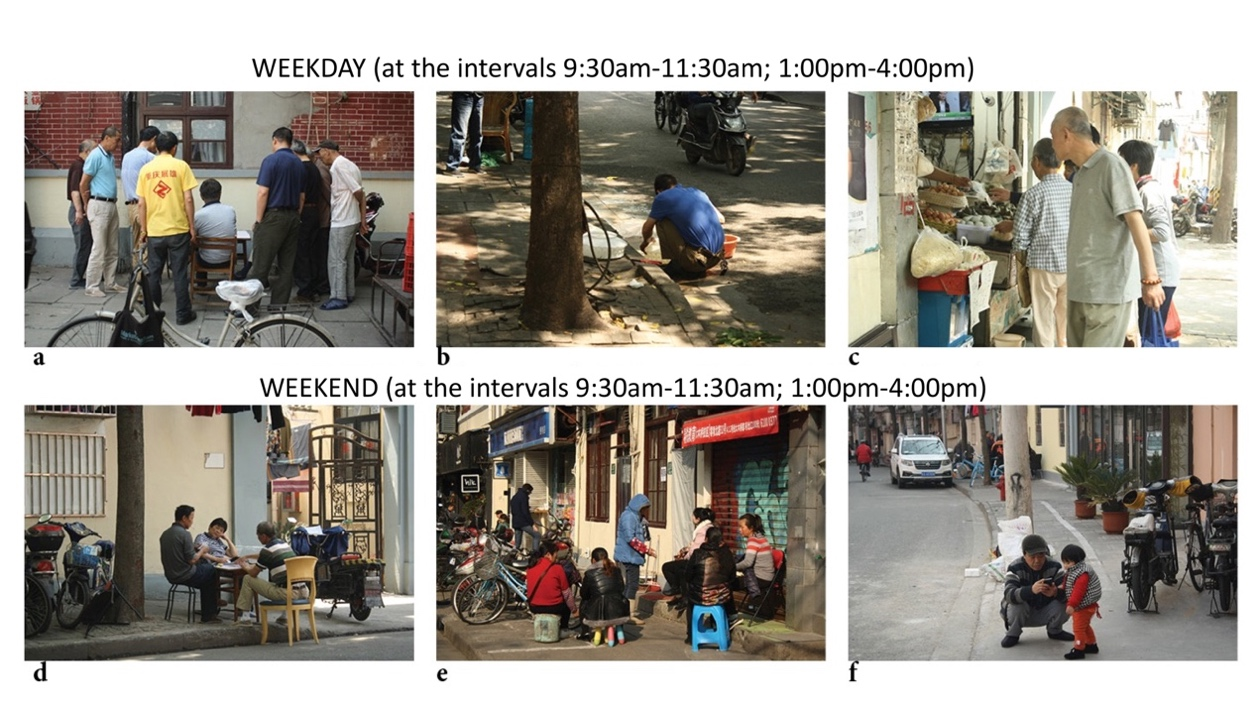 WEEKDAY (at the intervals 9:30am-11:30am; 1:00pm-4:00pm)
a
b
c
WEEKEND (at the intervals 9:30am-11:30am; 1:00pm-4:00pm)
d
e
f